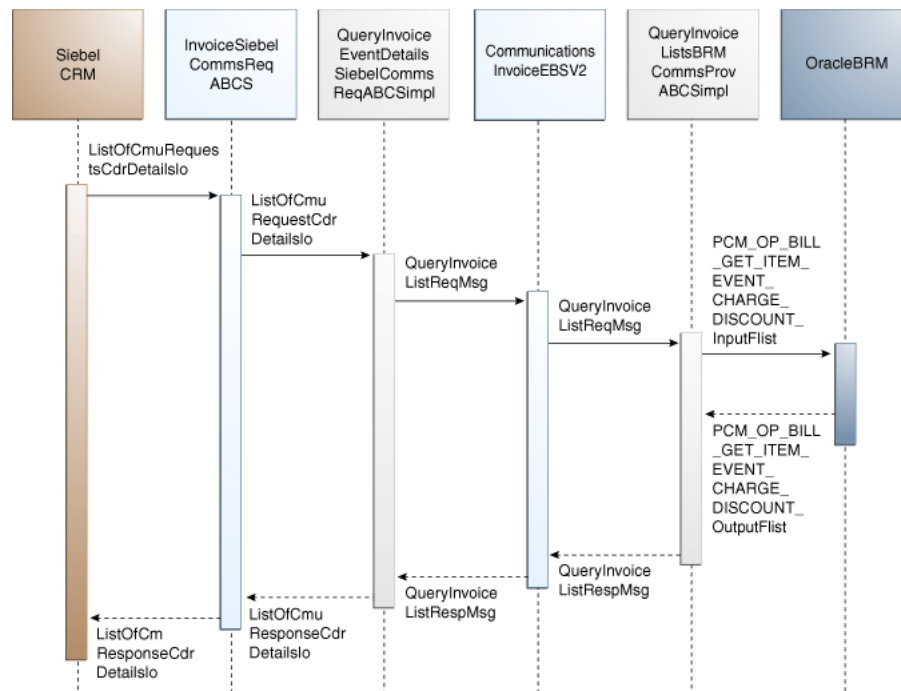 Siebel
CRM
InvoiceSiebel
CommsReq
ABCS
QueryInvoice
EventDetails
SiebelComms
ReqABCSImpl
Communications
InvoiceEBSV2
QueryInvoice
ListsBRM
CommsProv
ABCSImpl
OracleBRM
ListOfCmuReques
tsCdrDetailsIo
ListOfCmu
RequestCdr
DetailsIo
QueryInvoice
ListReqMsg
QueryInvoice
ListReqMsg
PCM_OP_BILL
_GET_ITEM_
EVENT_
CHARGE_
DISCOUNT_
InputFlist
PCM_OP_BILL
_GET_ITEM_
EVENT_
CHARGE_
DISCOUNT_
OutputFlist
QueryInvoice
ListRespMsg
QueryInvoice
ListRespMsg
ListOfCmu
ResponseCdr
DetailsIo
ListOfCm
ResponseCdr
DetailsIo